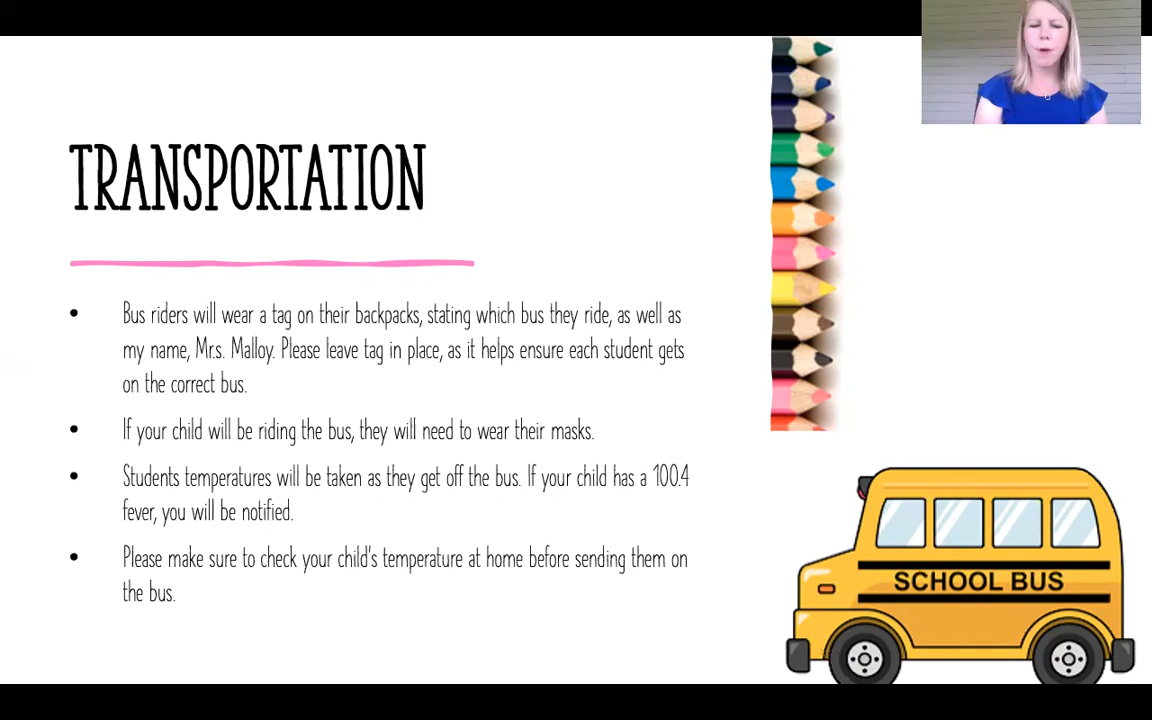 TRANSPORTATION
• Bus riders will wear a tag on their backpacks, stating which bus they ride, as well as
my name, Mrs. Malloy. Please leave tag in place, as it helps ensure each student gets
on the correct bus.
• If your child will be riding the bus, they will need to wear their masks.
• Students temperatures will be taken as they get off the bus. If your child has a 100.4
fever, you will be notified.
• Please make sure to check your child's temperature at home before sending them on
the bus.
SCHOOL BUS